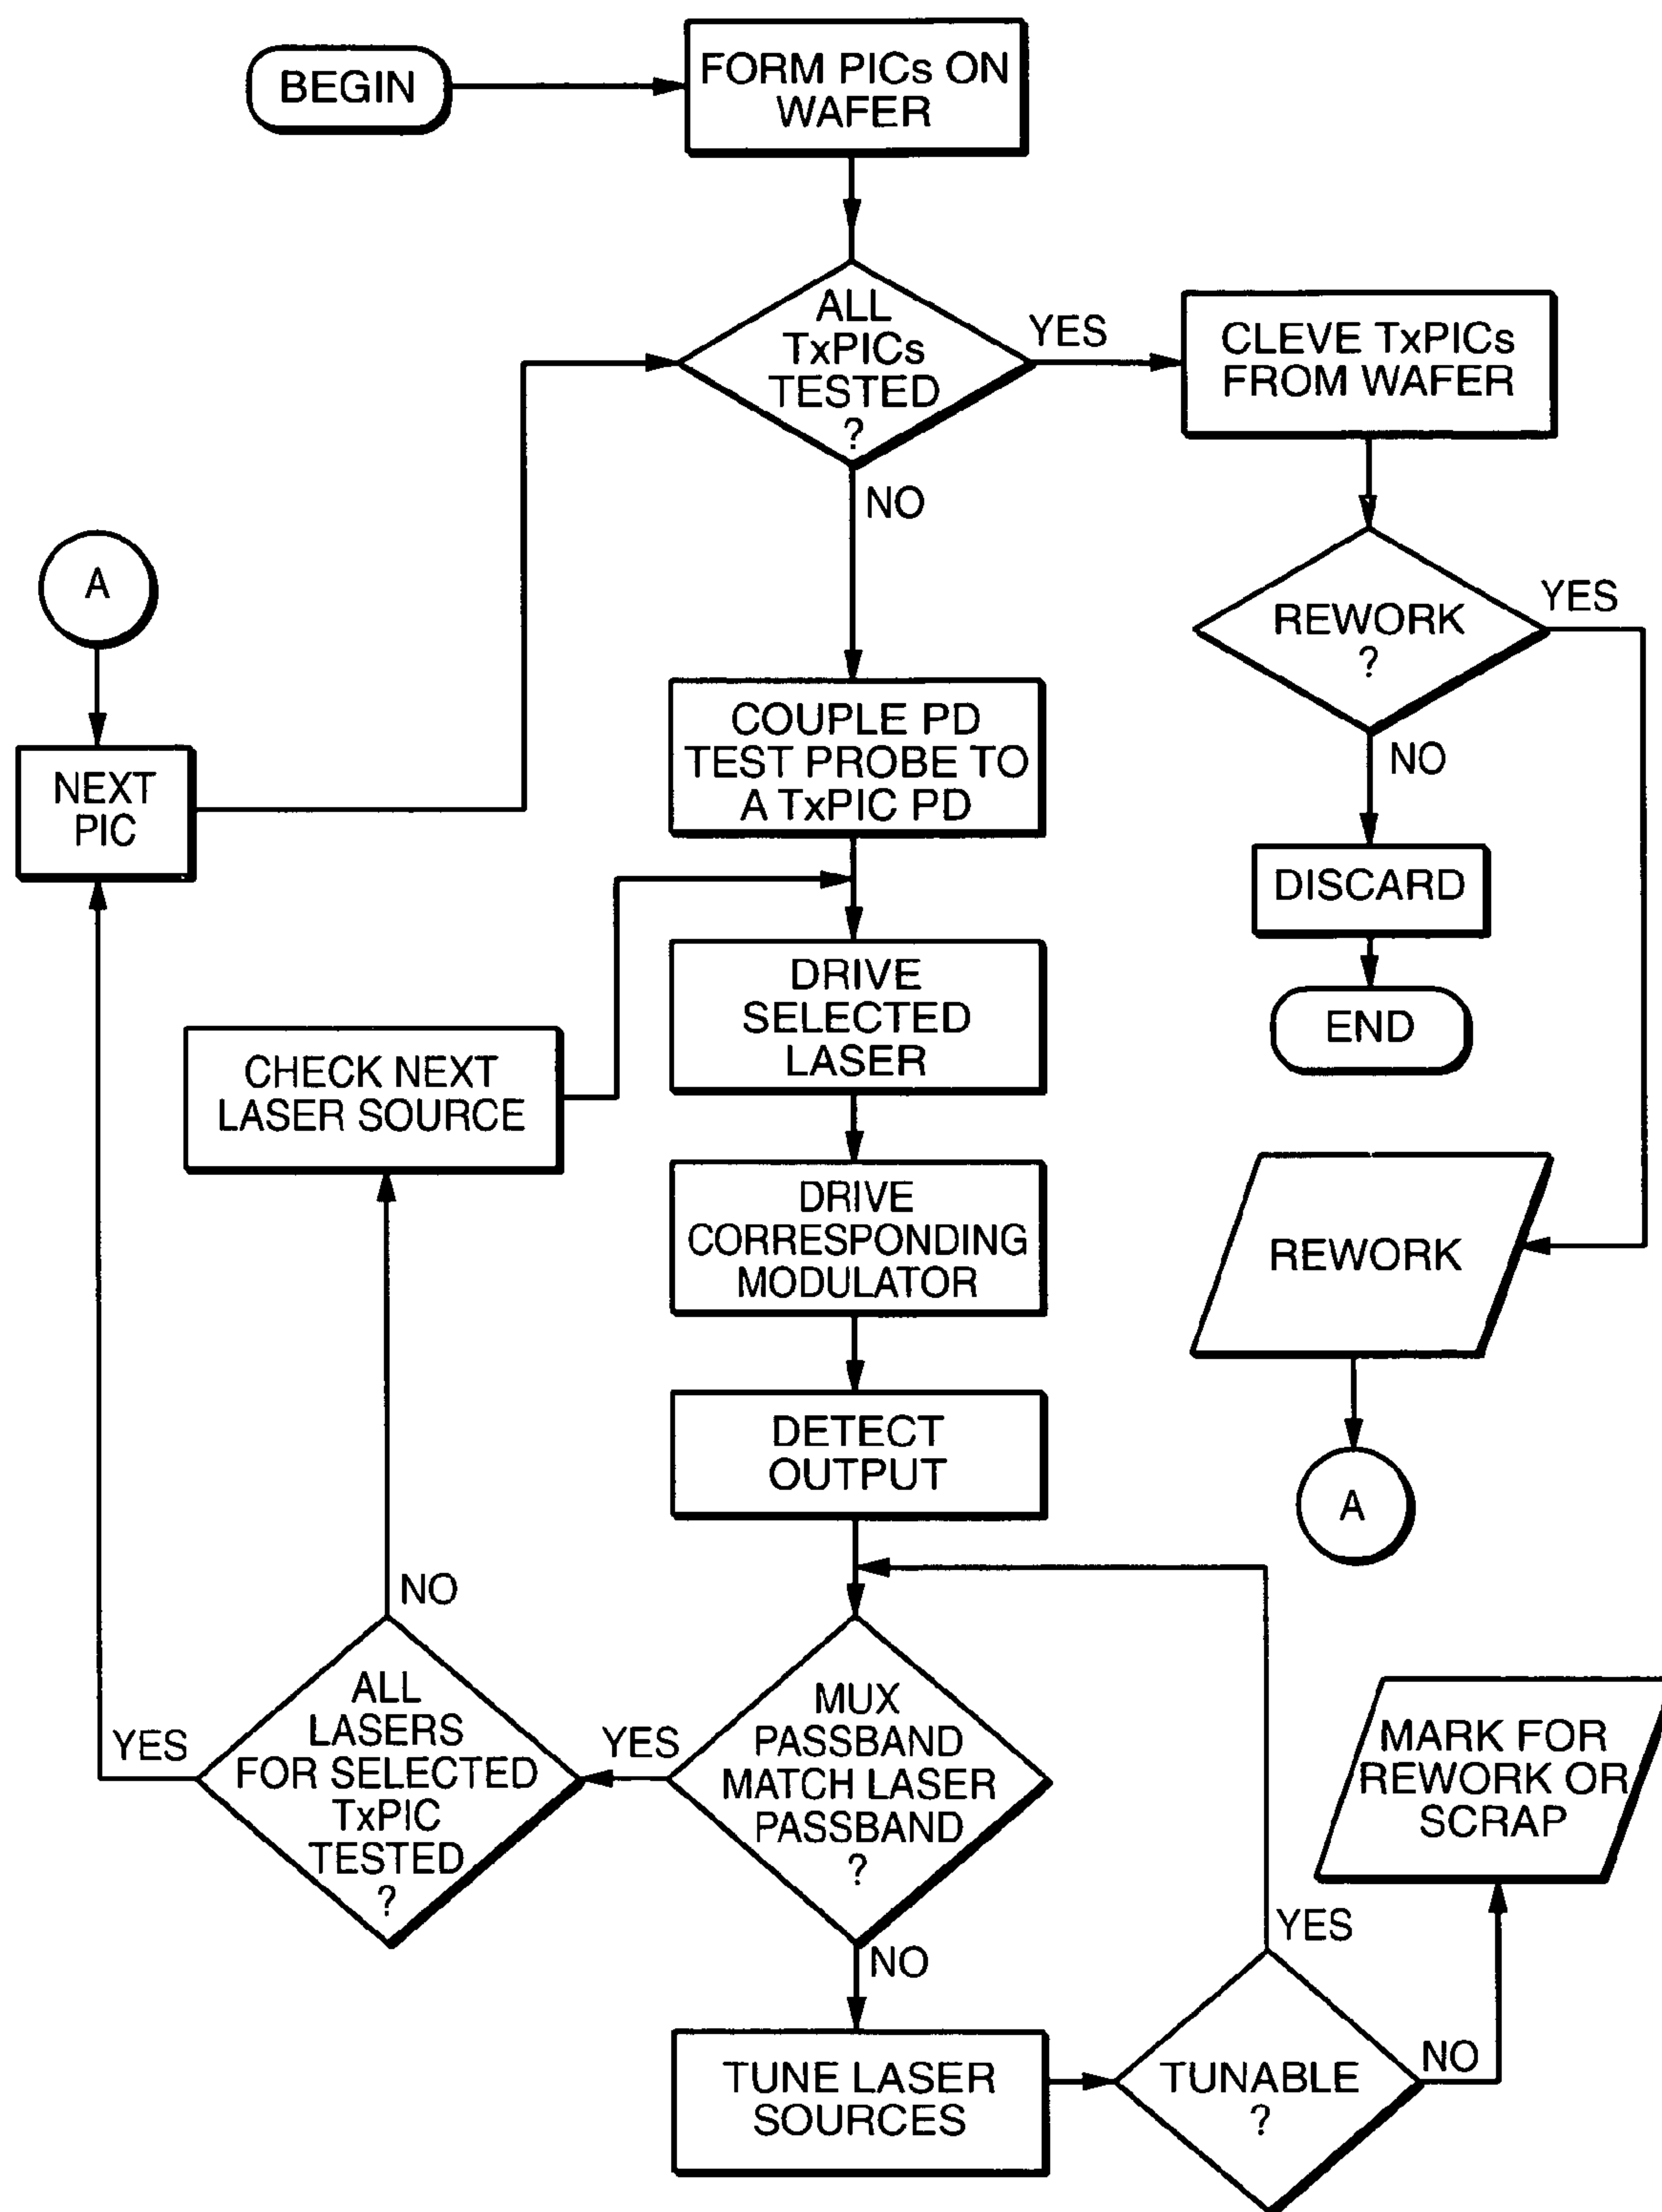 BEGIN
FORM PICs ON
WAFER
ALL
TxPICs
TESTED
?
YES
CLEVE TxPICs
FROM WAFER
NO
A
REWORK
?
YES
NEXT
PIC
COUPLE PD
TEST PROBE TO
A TxPIC PD
NO
DISCARD
DRIVE
SELECTED
LASER
END
CHECK NEXT
LASER SOURCE
DRIVE
CORRESPONDING
MODULATOR
REWORK
DETECT
OUTPUT
A
NO
ALL
LASERS
FOR SELECTED
TxPIC
TESTED
?
YES
YES
MUX
PASSBAND
MATCH LASER
PASSBAND
?
MARK FOR
REWORK OR
SCRAP
NO
YES
TUNE LASER
SOURCES
TUNABLE
?
NO